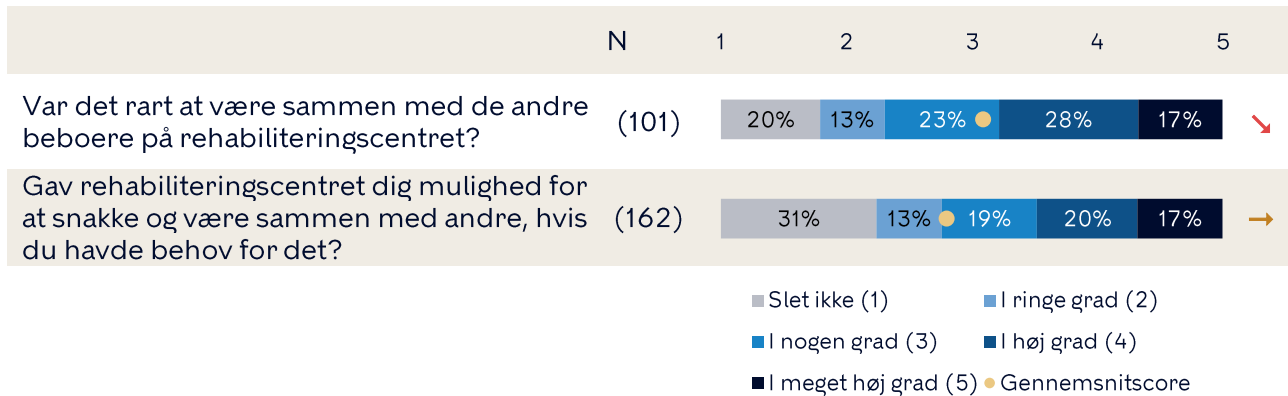 N 1 2 3 4 5
Var det rart at være sammen med de andre
beboere på rehabiliteringscentret?
(101) 20% 13% 23% 28% 17%
Gav rehabiliteringscentret dig mulighed for
at snakke og være sammen med andre, hvis
du havde behov for det?
(162) 31% 13% 19% 20% 17%
Slet ikke (1) I ringe grad (2)
I nogen grad (3) I høj grad (4)
I meget høj grad (5) Gennemsnitscore